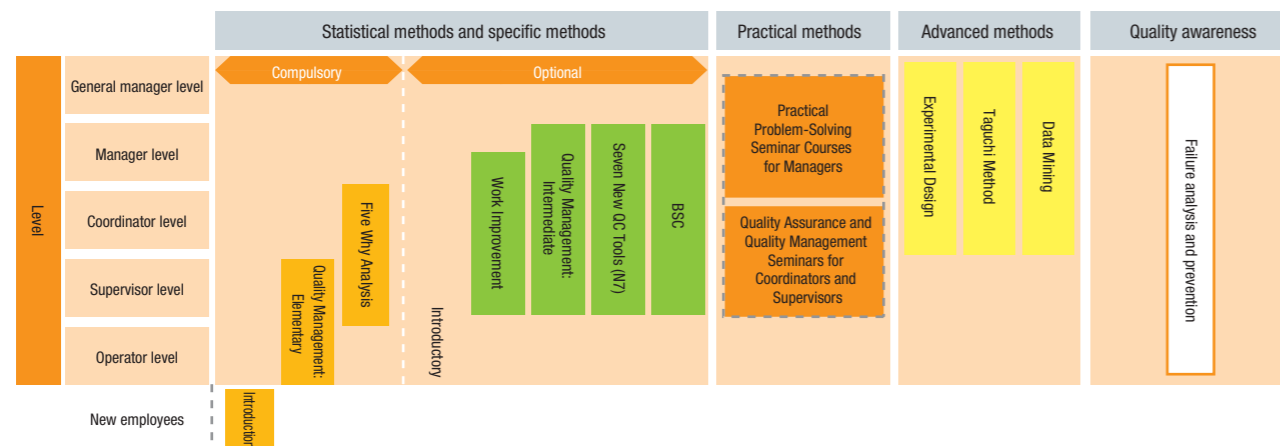 Statistical methods and specific methods
Practical methods
Advanced methods
Quality awareness
Compulsory
Optional
Level
General manager level
Manager level
Coordinator level
Supervisor level
Operator level
New employees
Introduction
Quality Management:
Elementary
Five Why Analysis
Introductory
Work Improvement
Quality Management:
Intermediate
Seven New QC Tools (N7)
BSC
Practical
Problem-Solving
Seminar Courses
for Managers
Quality Assurance and
Quality Management
Seminars for
Coordinators and
Supervisors
Experimental Design
Taguchi Method
Data Mining
Failure analysis and prevention